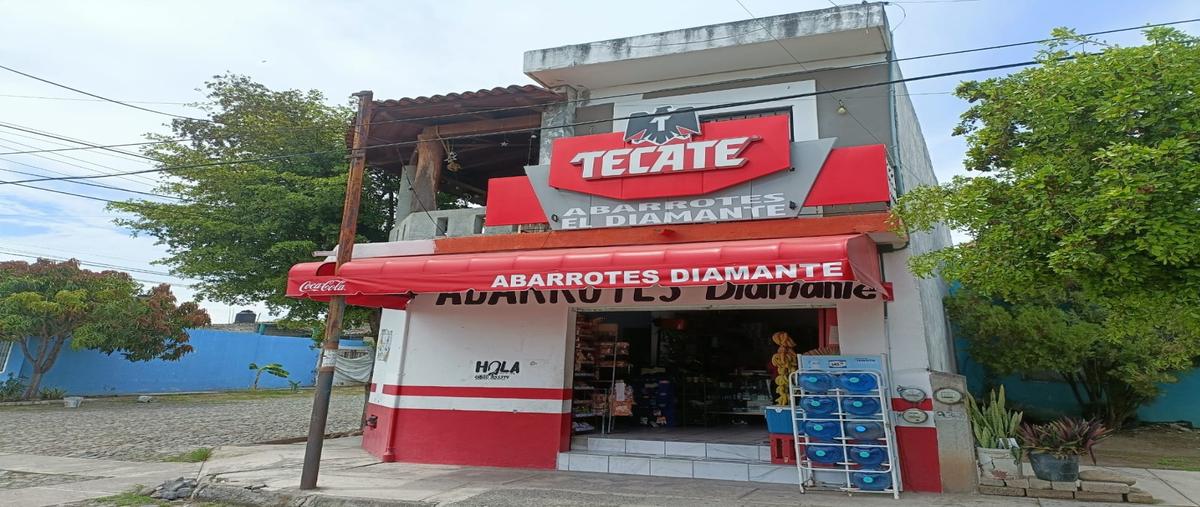 T
TECATE
ABARROTES
EL DIAMANTE
ABARROTES DIAMANTE
Coca-Cola
ABARROTES Diamante
HOLA